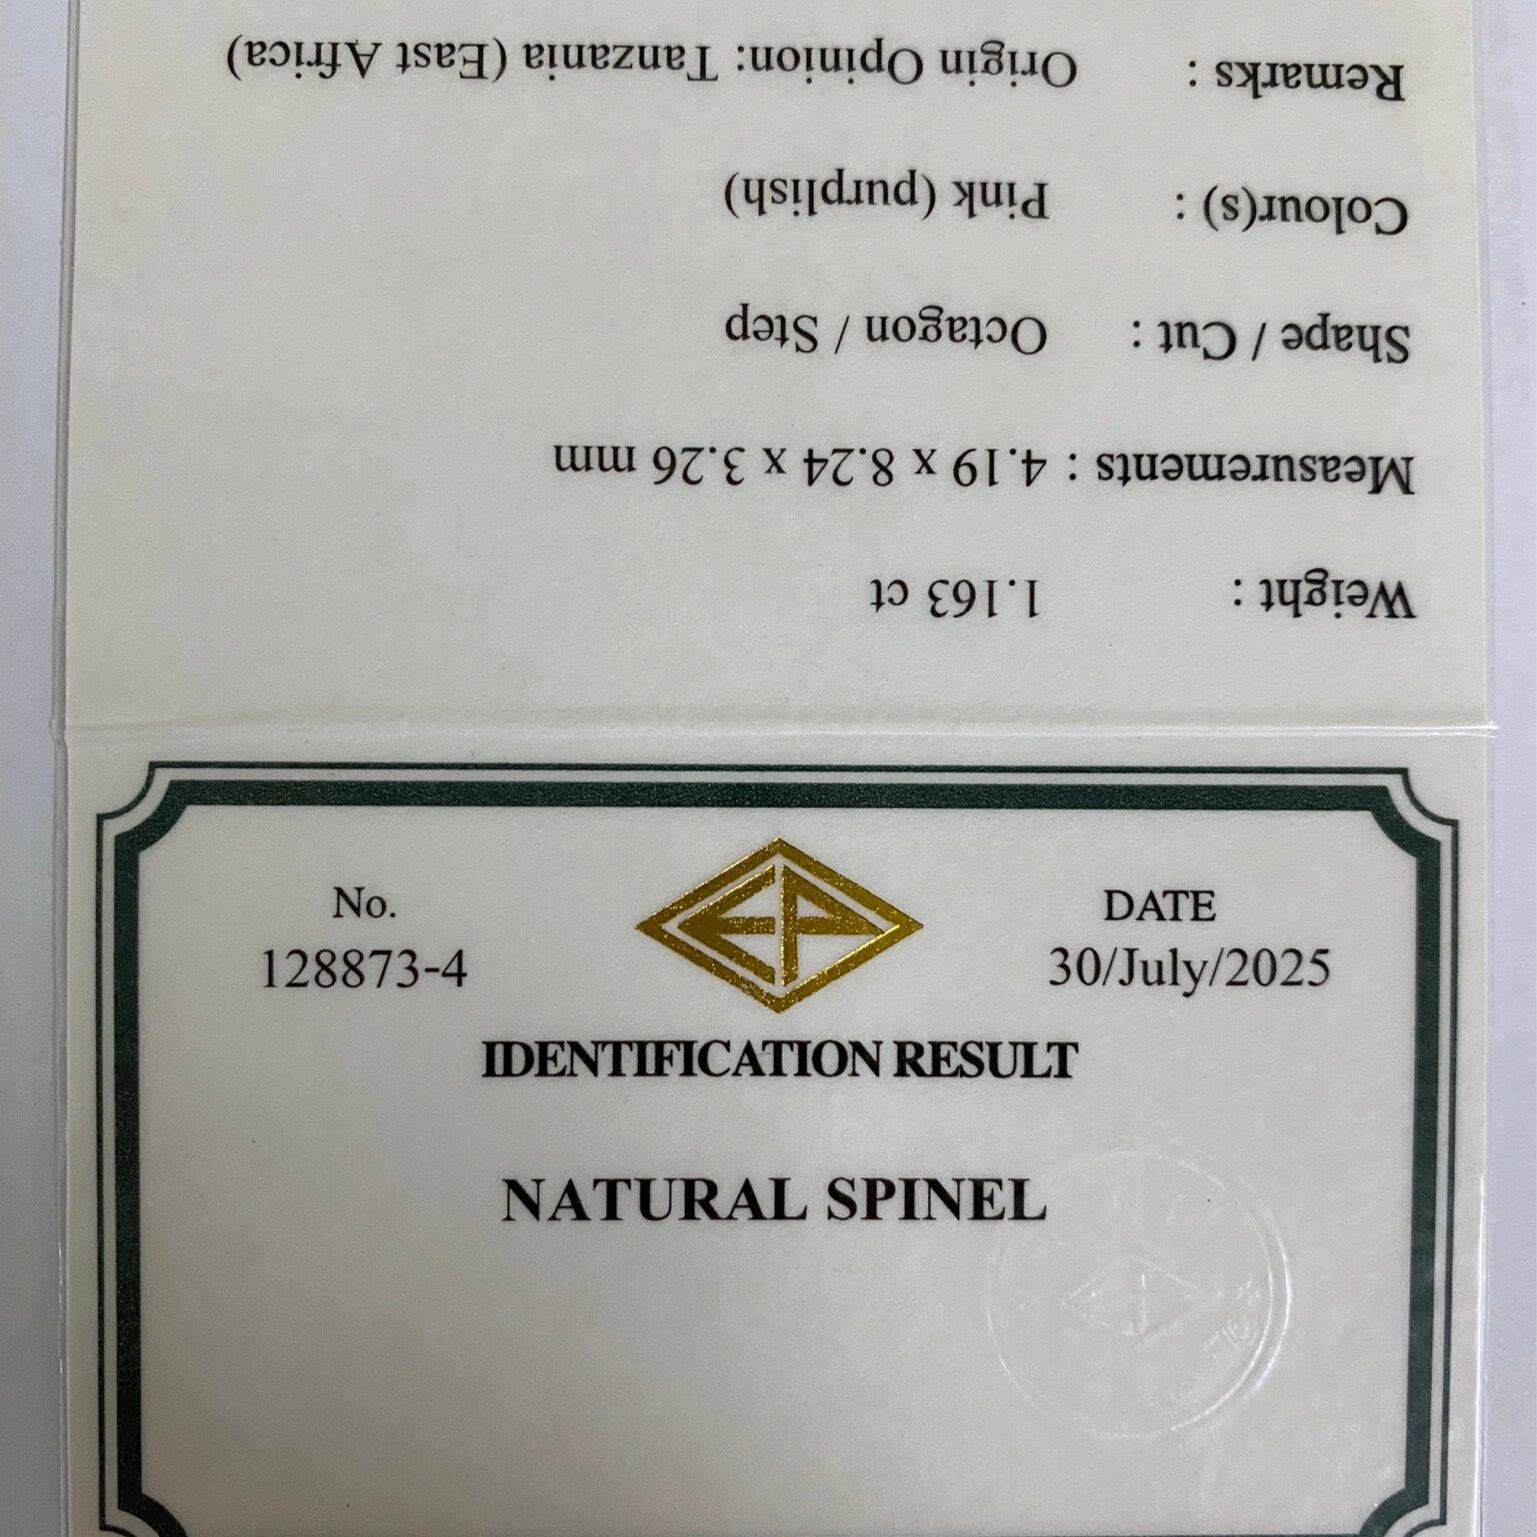 Weight : 1.163 ct
Measurements : 4.19 x 8.24 x 3.26 mm
Shape / Cut : Octagon / Step
Colour(s) : Pink (purplish)
Remarks : Origin Opinion: Tanzania (East Africa)
No.
128873-4
DATE
30/July/2025
IDENTIFICATION RESULT
NATURAL SPINEL